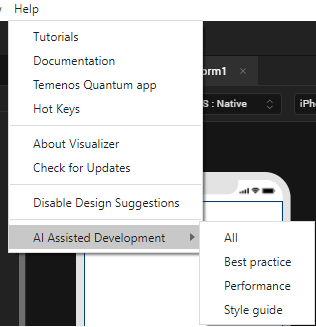 Help
Tutorials
Documentation
Temenos Quantum app
Hot Keys
About Visualizer
Check for Updates
Disable Design Suggestions
AI Assisted Development
All
Best practice
Performance
Style guide
orm1
S : Native
iPh